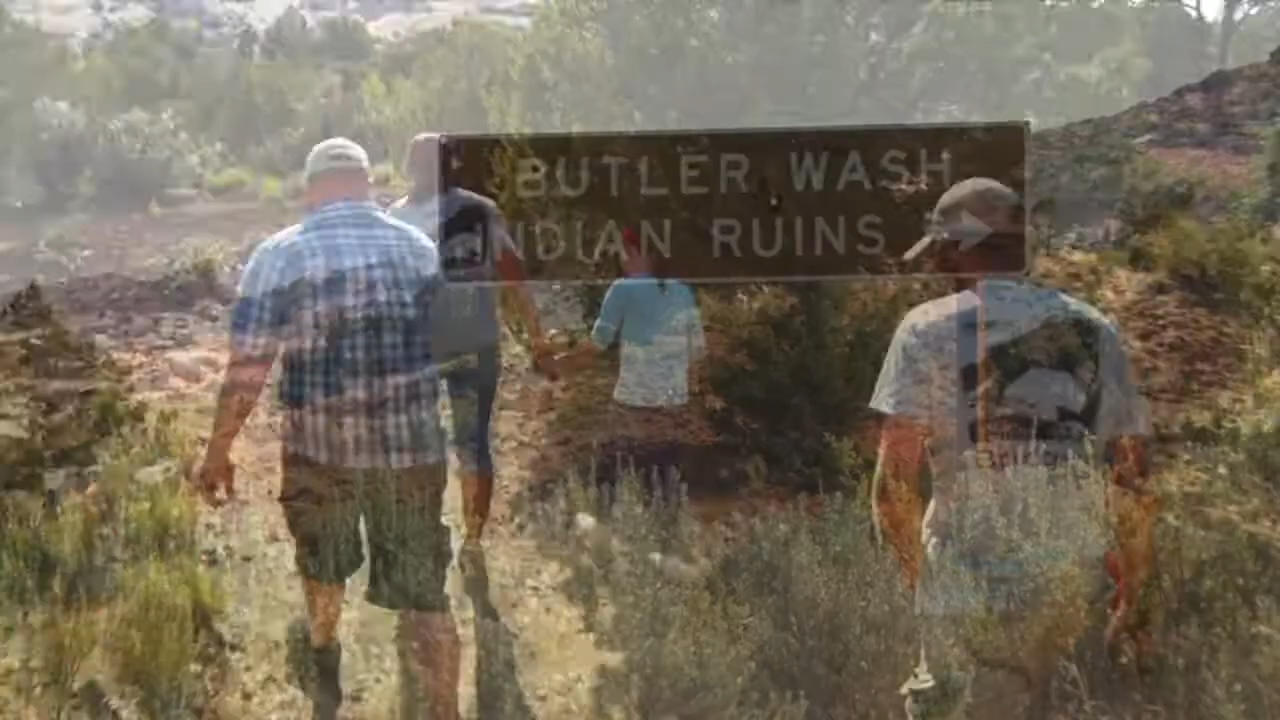 BUTLER WASH
INDIAN RUINS →